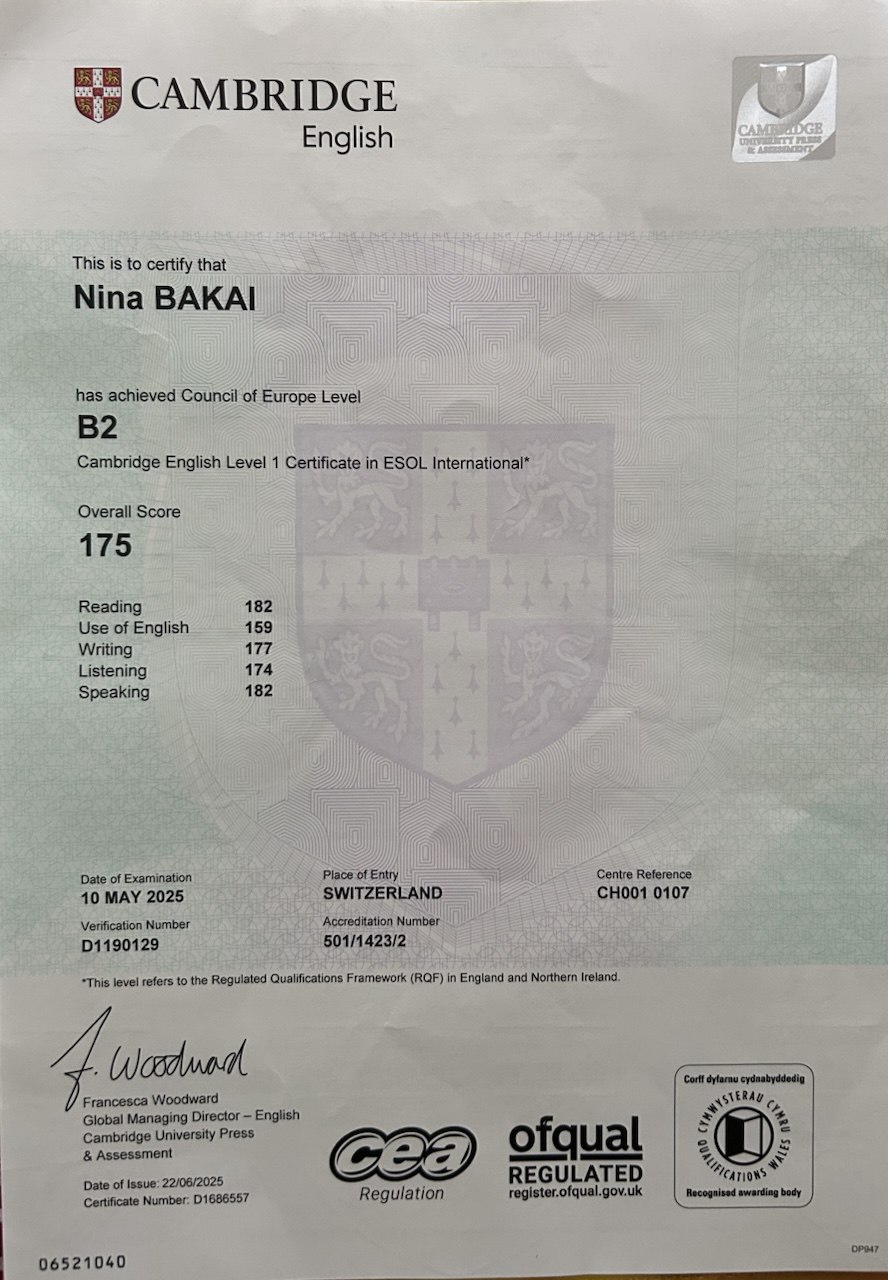 CAMBRIDGE
English
CAMBRIDGE
UNIVERSITY PRESS
& ASSESSMENT
This is to certify that
Nina BAKAI
has achieved Council of Europe Level
B2
Cambridge English Level 1 Certificate in ESOL International*
Overall Score
175
Reading 182
Use of English 159
Writing 177
Listening 174
Speaking 182
Date of Examination Place of Entry Centre Reference
10 MAY 2025 SWITZERLAND CH001 0107
Verification Number Accreditation Number
D1190129 501/1423/2
*This level refers to the Regulated Qualifications Framework (RQF) in England and Northern Ireland.
F. Woodward
Francesca Woodward
Global Managing Director – English
Cambridge University Press
& Assessment
Date of Issue: 22/06/2025
Certificate Number: D1686557
cea
Regulation
ofqual
REGULATED
register.ofqual.gov.uk
Corff dyfarnu cydnabyddedig
CYMWYSTERAU CYMRU
QUALIFICATIONS WALES
Recognised awarding body
06521040
DP947